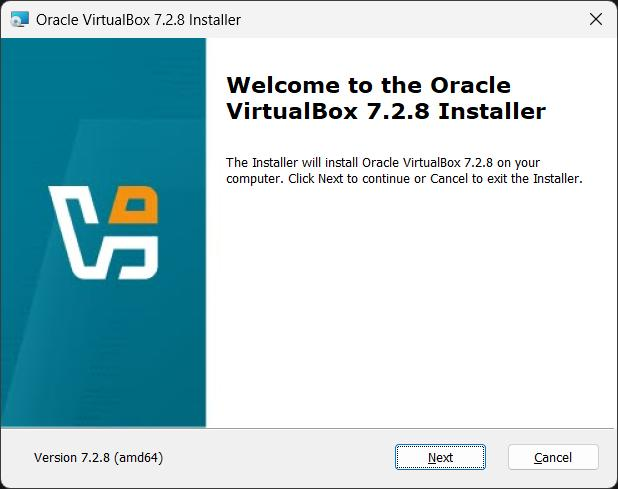 Oracle VirtualBox 7.2.8 Installer
Welcome to the Oracle
VirtualBox 7.2.8 Installer
The Installer will install Oracle VirtualBox 7.2.8 on your
computer. Click Next to continue or Cancel to exit the Installer.
Version 7.2.8 (amd64)
Next
Cancel